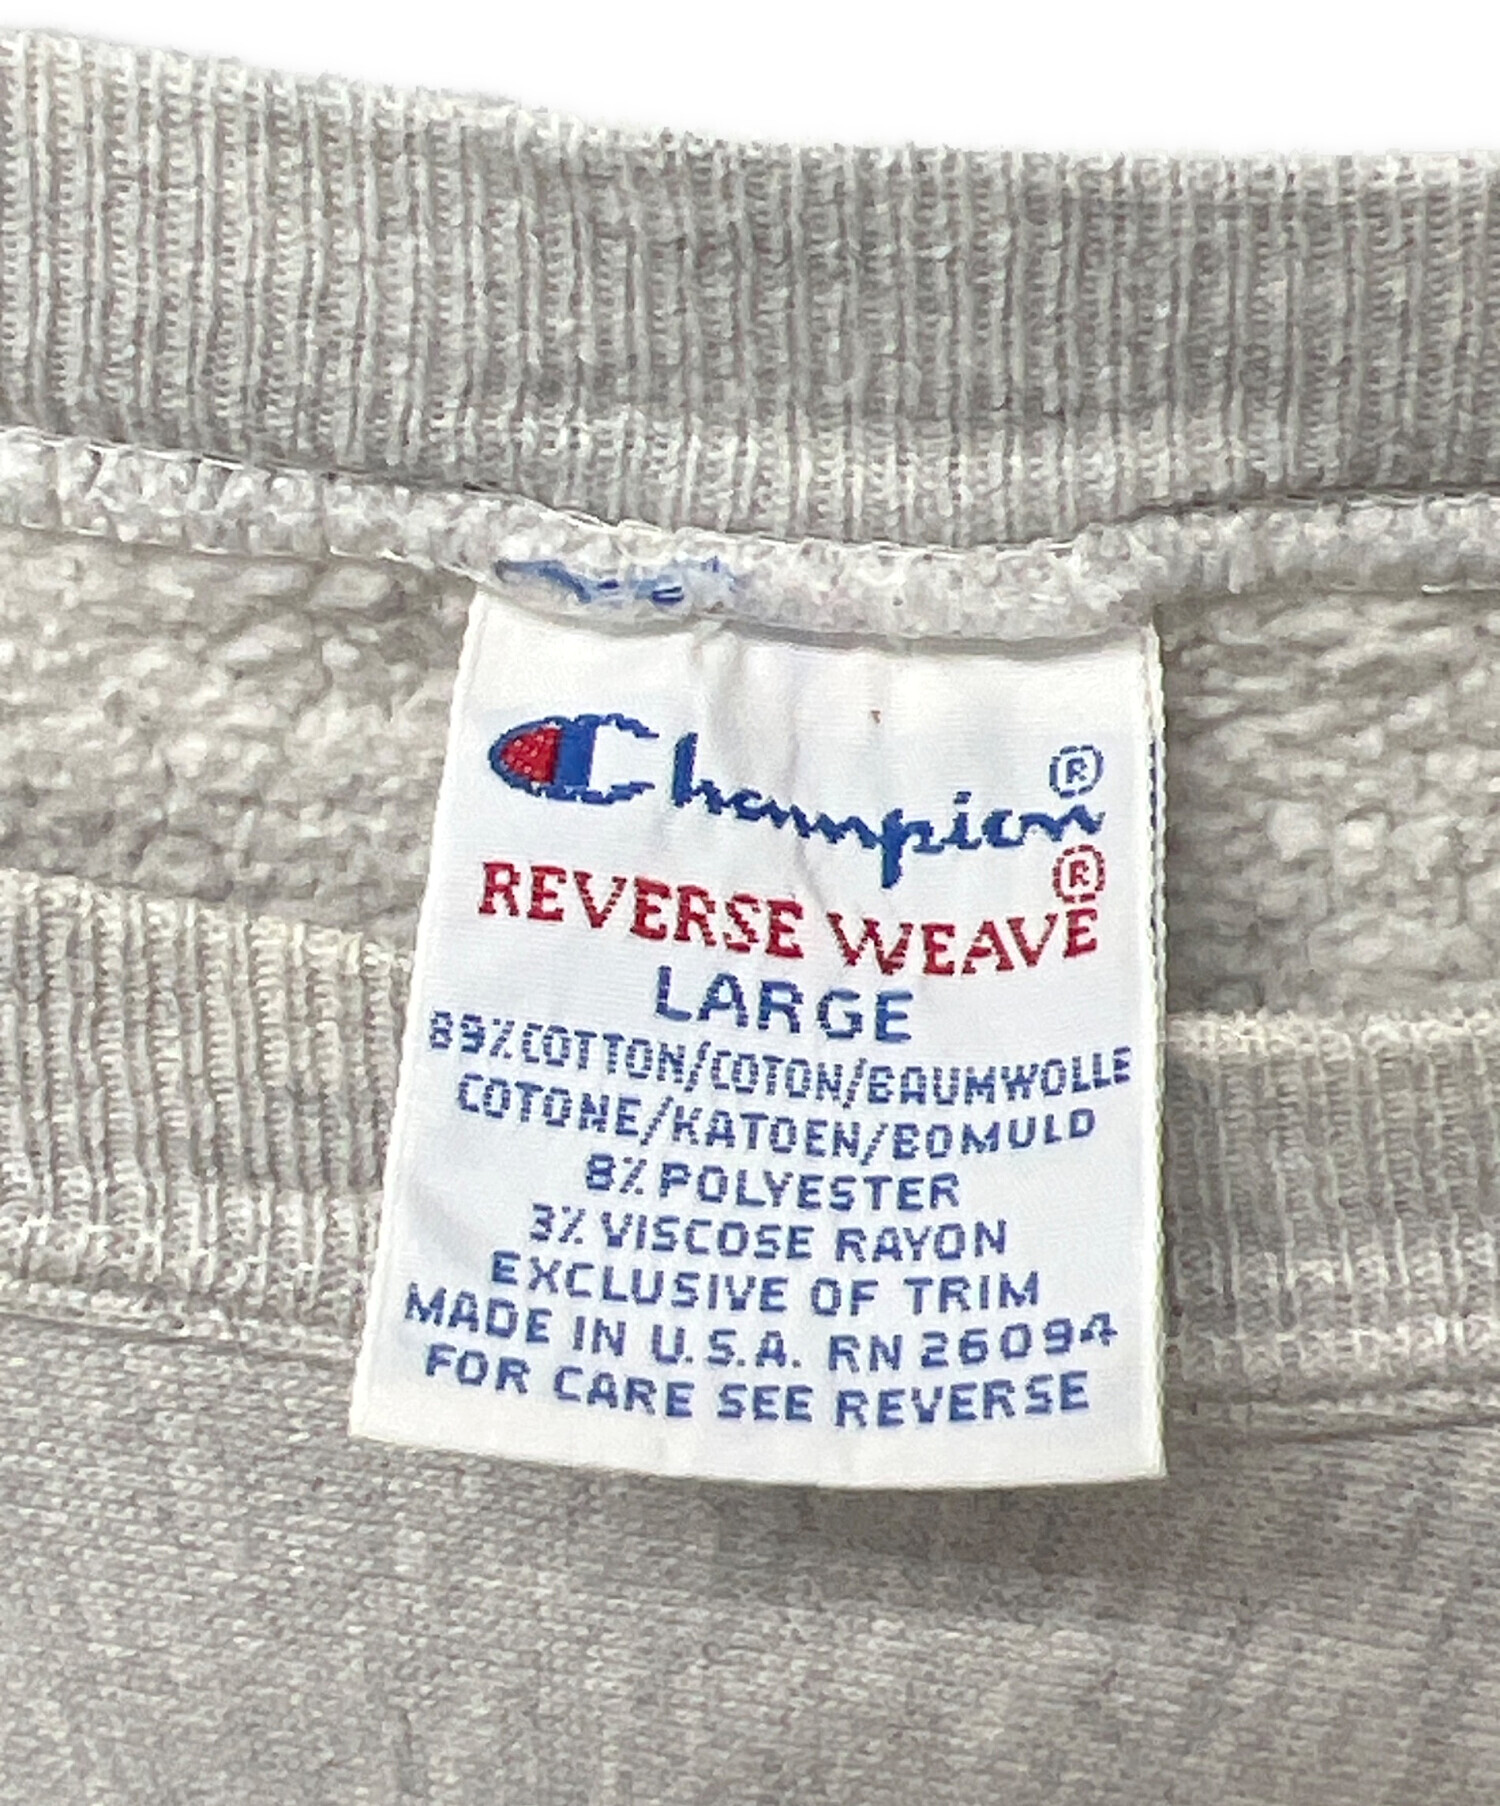 Champion®
REVERSE WEAVE®
LARGE
89%COTTON/COTON/BAUMWOLLE
COTONE/KATOEN/BOMULD
8% POLYESTER
3% VISCOSE RAYON
EXCLUSIVE OF TRIM
MADE IN U.S.A. RN 26094
FOR CARE SEE REVERSE